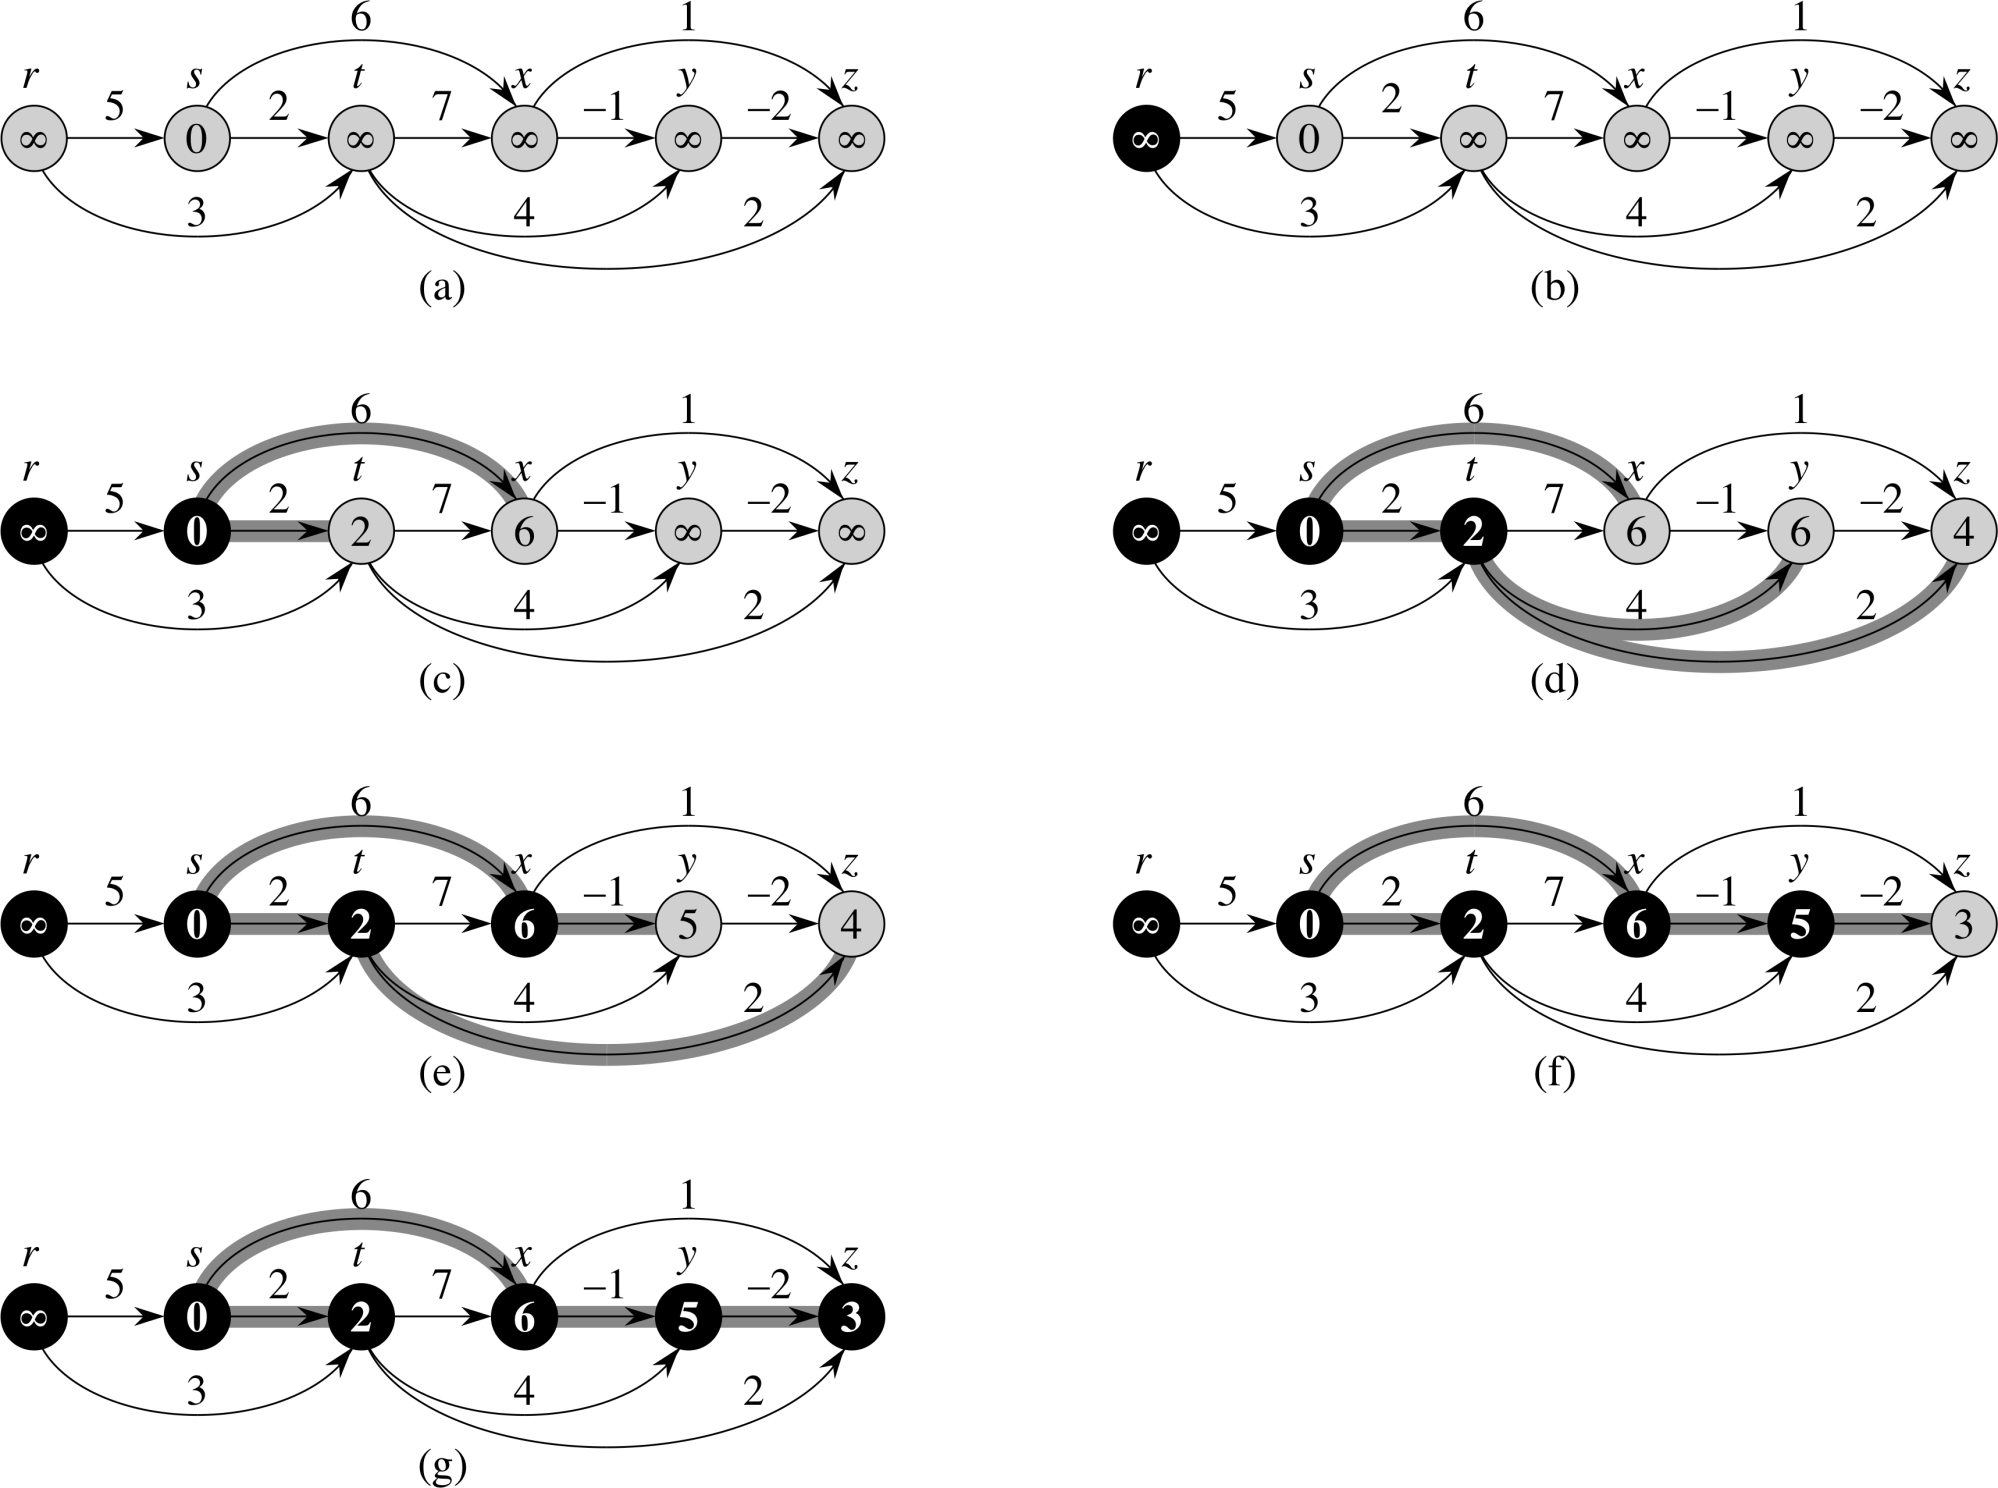 6 1
r s t x y z
5 2 7 –1 –2
∞ 0 ∞ ∞ ∞ ∞
3 4 2
(a)
6 1
r s t x y z
5 2 7 –1 –2
∞ 0 ∞ ∞ ∞ ∞
3 4 2
(b)
6 1
r s t x y z
5 2 7 –1 –2
∞ 0 2 6 ∞ ∞
3 4 2
(c)
6 1
r s t x y z
5 2 7 –1 –2
∞ 0 2 6 6 4
3 4 2
(d)
6 1
r s t x y z
5 2 7 –1 –2
∞ 0 2 6 5 4
3 4 2
(e)
6 1
r s t x y z
5 2 7 –1 –2
∞ 0 2 6 5 3
3 4 2
(f)
6 1
r s t x y z
5 2 7 –1 –2
∞ 0 2 6 5 3
3 4 2
(g)